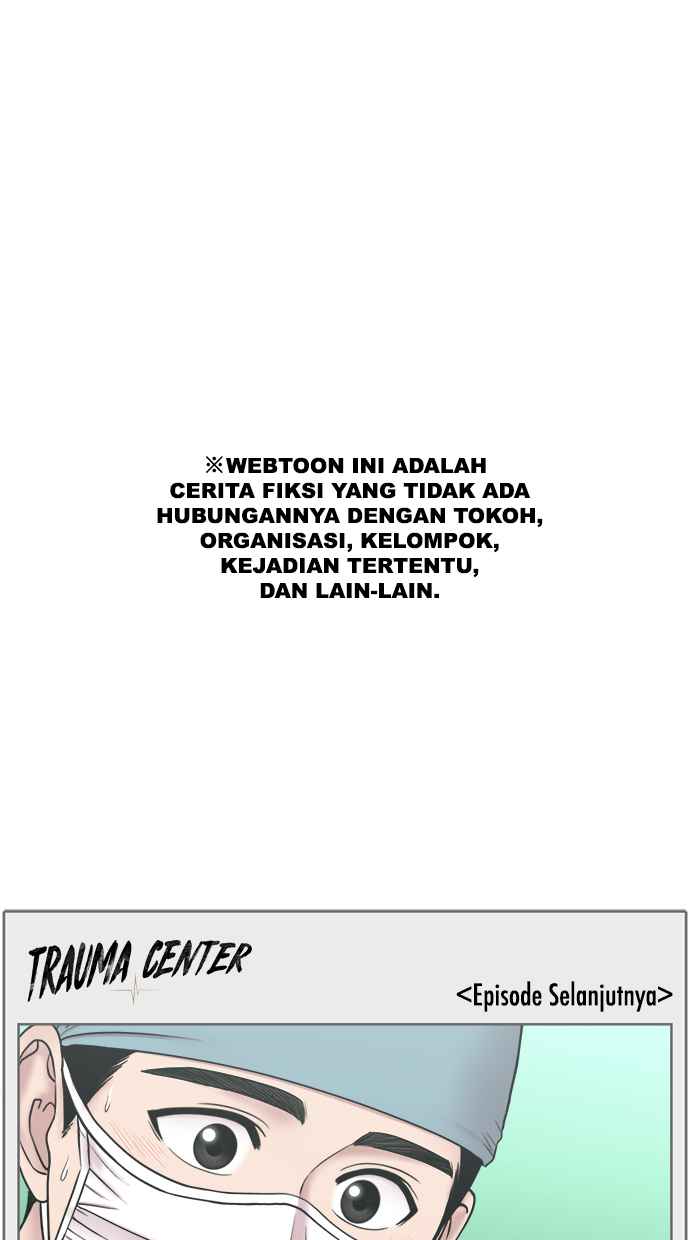 ※WEBTOON INI ADALAH
CERITA FIKSI YANG TIDAK ADA
HUBUNGANNYA DENGAN TOKOH,
ORGANISASI, KELOMPOK,
KEJADIAN TERTENTU,
DAN LAIN-LAIN.
TRAUMA CENTER
<Episode Selanjutnya>